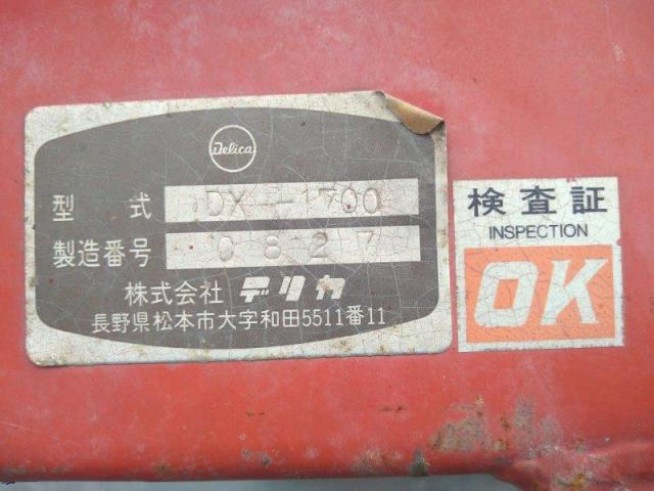 Delica
型式 DX-1700
製造番号 0827
株式会社 デリカ
長野県松本市大字和田5511番11
検査証
INSPECTION
OK